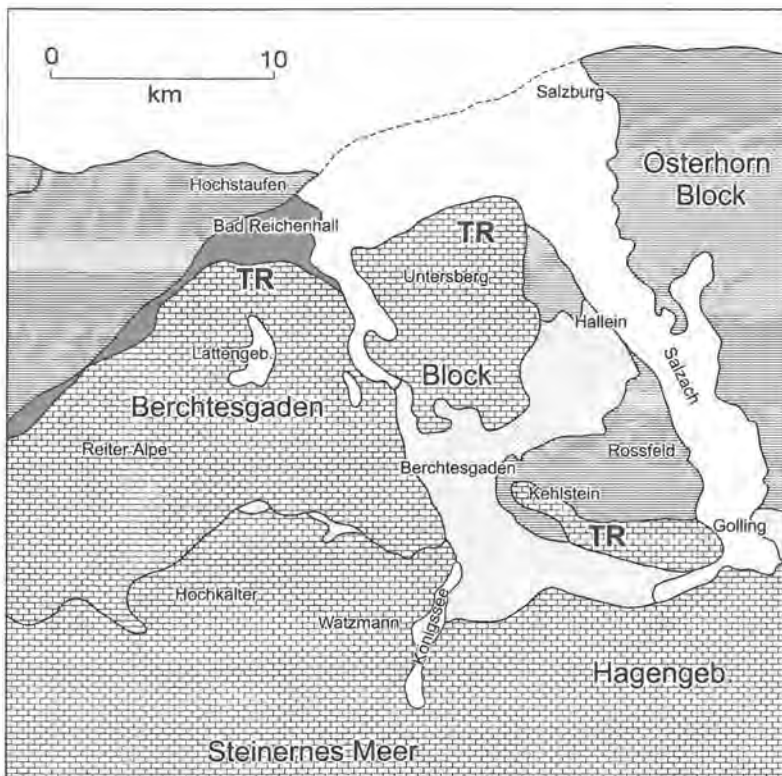 0 10
km
Salzburg
Osterhorn
Block
Hochstaufen
Bad Reichenhall
TR
TR
Untersberg
Hallein
Lattengeb.
Salzach
Block
Berchtesgaden
Reiter Alpe
Rossfeld
Berchtesgaden
Kehlstein
TR
Golling
Hochkalter
Watzmann
Königssee
Hagengeb.
Steinernes Meer